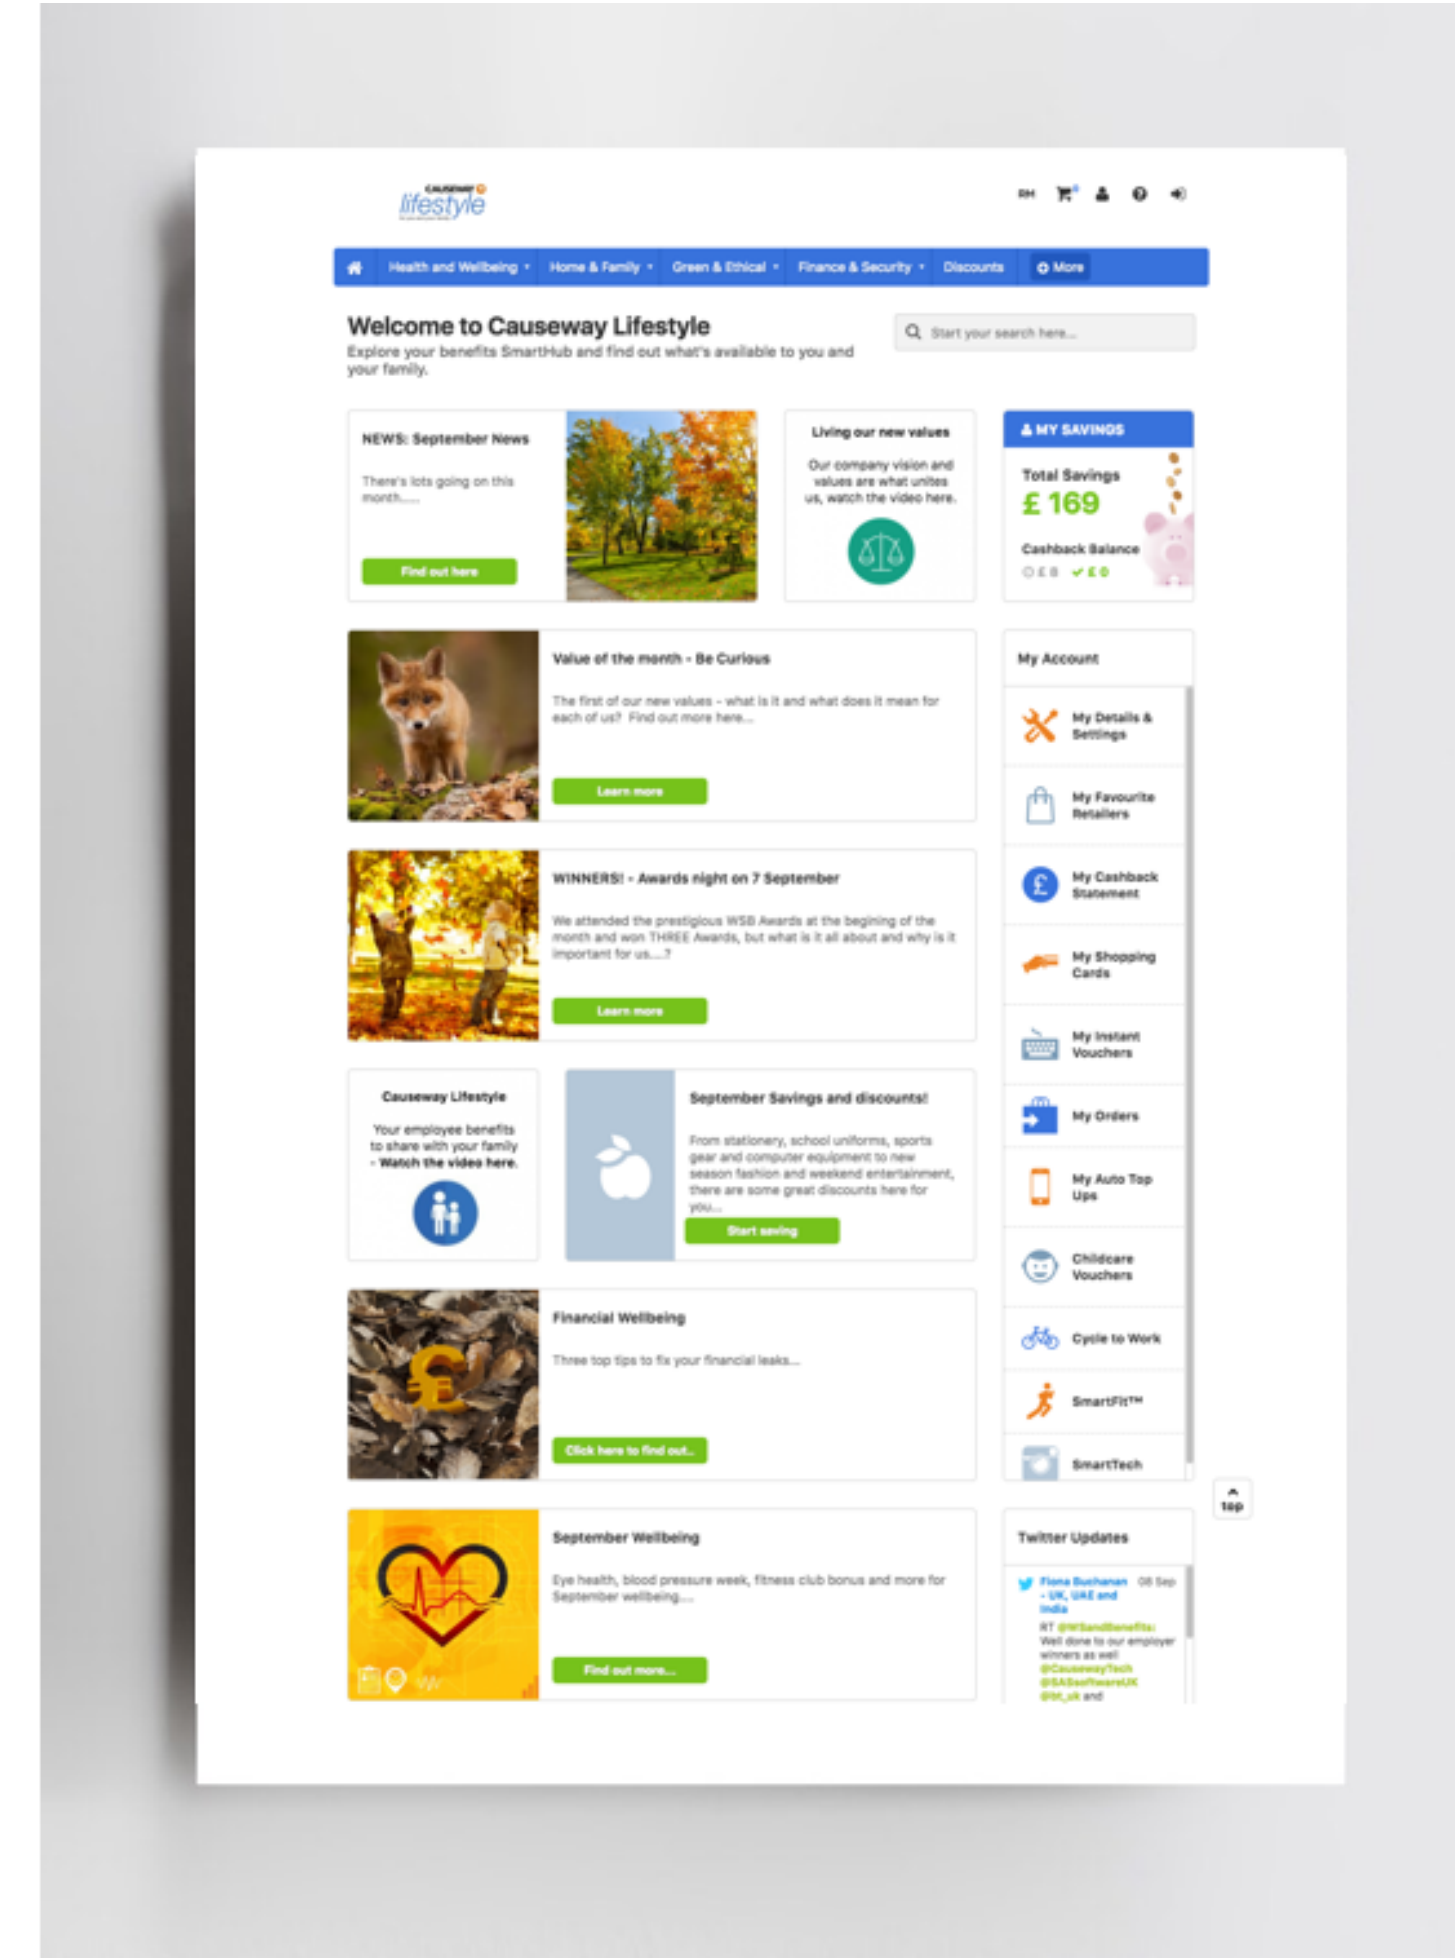 CAUSEWAY
lifestyle
RM
Health and Wellbeing
Home & Family
Green & Ethical
Finance & Security
Discounts
More
Welcome to Causeway Lifestyle
Explore your benefits SmartHub and find out what's available to you and
your family.
Start your search here...
NEWS: September News
There's lots going on this
month.....
Find out here
Living our new values
Our company vision and
values are what unites
us, watch the video here.
MY SAVINGS
Total Savings
£ 169
Cashback Balance
£ 8 £ 0
Value of the month - Be Curious
The first of our new values - what is it and what does it mean for
each of us? Find out more here...
Learn more
WINNERS! - Awards night on 7 September
We attended the prestigious WSB Awards at the begining of the
month and won THREE Awards, but what is it all about and why is it
important for us....?
Learn more
Causeway Lifestyle
Your employee benefits
to share with your family
- Watch the video here.
September Savings and discounts!
From stationery, school uniforms, sports
gear and computer equipment to new
season fashion and weekend entertainment,
there are some great discounts here for
you...
Start saving
Financial Wellbeing
Three top tips to fix your financial leaks...
Click here to find out..
September Wellbeing
Eye health, blood pressure week, fitness club bonus and more for
September wellbeing....
Find out more...
My Account
My Details &
Settings
My Favourite
Retailers
My Cashback
Statement
My Shopping
Cards
My Instant
Vouchers
My Orders
My Auto Top
Ups
Childcare
Vouchers
Cycle to Work
SmartFit™
SmartTech
top
Twitter Updates
Fiona Buchanan 08 Sep
- UK, UAE and
India
RT @WSandBenefits:
Well done to our employer
winners as well
@CausewayTech
@SASsoftwareUK
@bt_uk and